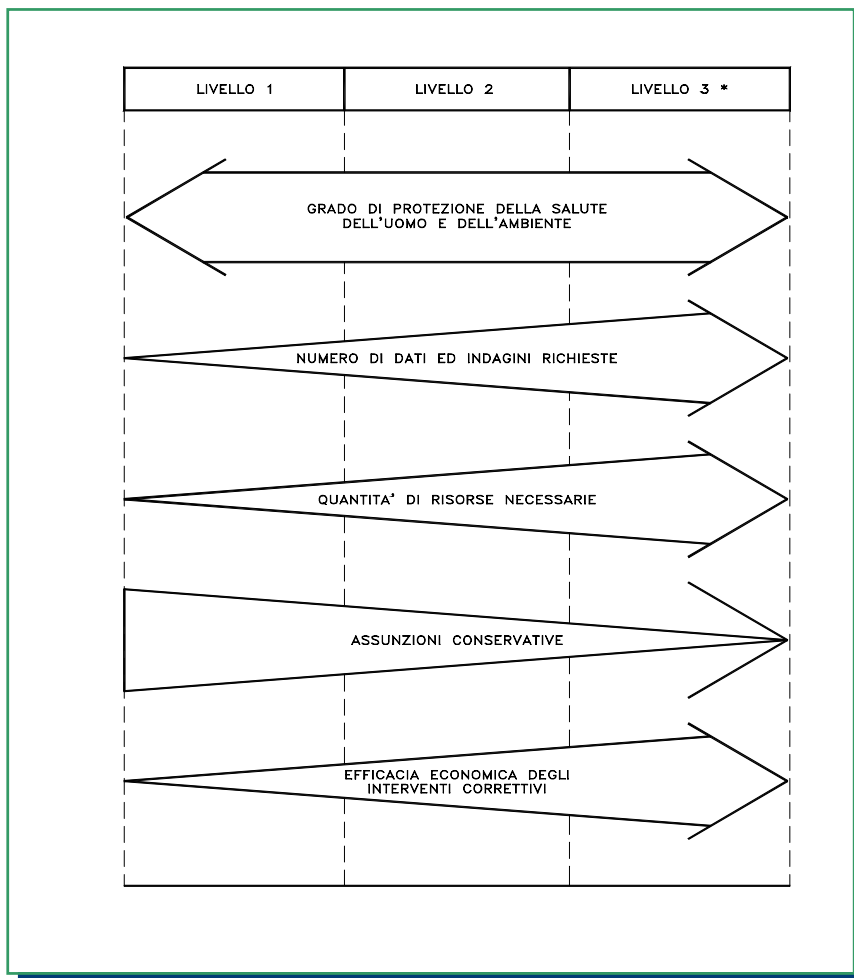 LIVELLO 1
LIVELLO 2
LIVELLO 3 *
GRADO DI PROTEZIONE DELLA SALUTE
DELL'UOMO E DELL'AMBIENTE
NUMERO DI DATI ED INDAGINI RICHIESTE
QUANTITA' DI RISORSE NECESSARIE
ASSUNZIONI CONSERVATIVE
EFFICACIA ECONOMICA DEGLI
INTERVENTI CORRETTIVI